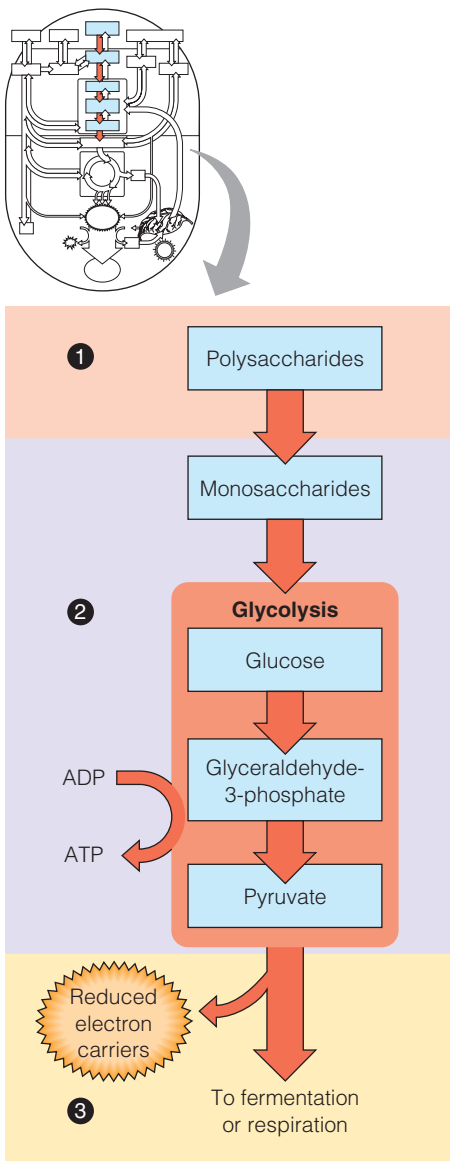 1
Polysaccharides
Monosaccharides
2
Glycolysis
Glucose
Glyceraldehyde-
3-phosphate
ADP
ATP
Pyruvate
Reduced
electron
carriers
3
To fermentation
or respiration